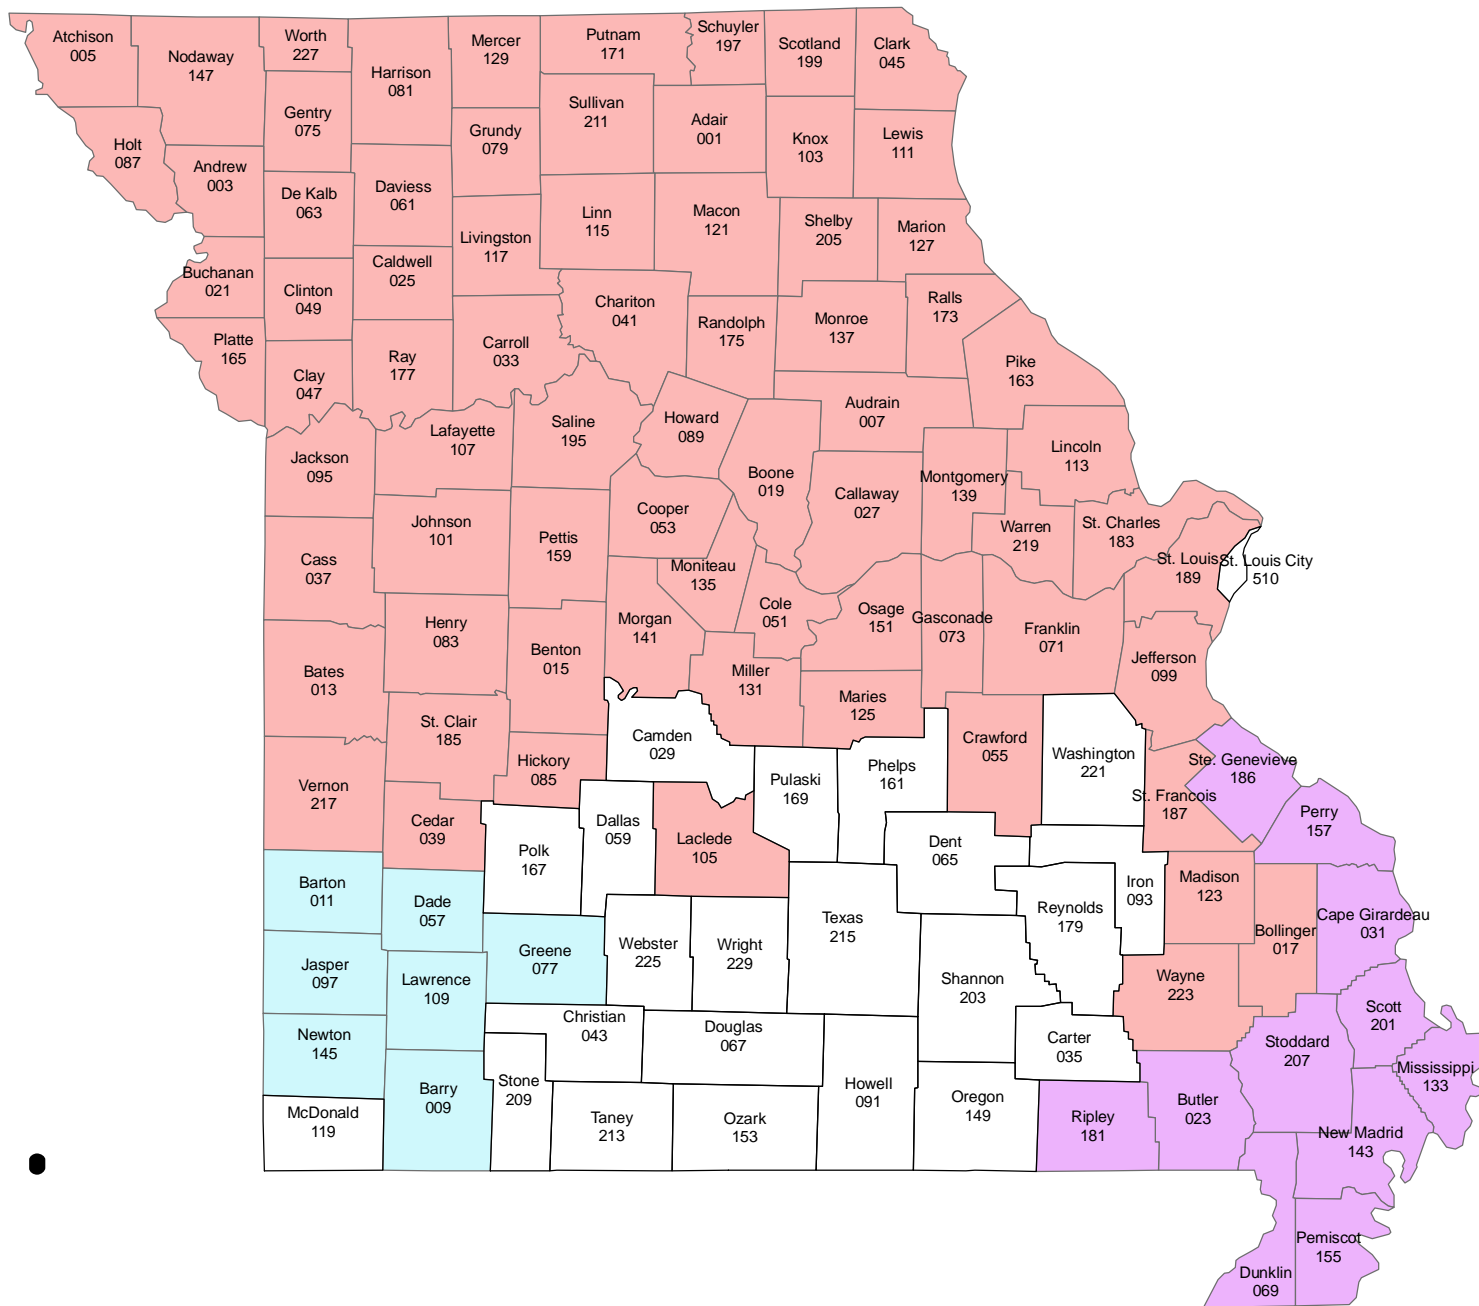 Atchison
005
Nodaway
147
Worth
227
Harrison
081
Mercer
129
Putnam
171
Schuyler
197
Scotland
199
Clark
045
Holt
087
Andrew
003
Gentry
075
De Kalb
063
Daviess
061
Grundy
079
Sullivan
211
Adair
001
Knox
103
Lewis
111
Buchanan
021
Clinton
049
Caldwell
025
Livingston
117
Linn
115
Macon
121
Shelby
205
Marion
127
Platte
165
Clay
047
Ray
177
Carroll
033
Chariton
041
Randolph
175
Monroe
137
Ralls
173
Pike
163
Jackson
095
Lafayette
107
Saline
195
Howard
089
Boone
019
Audrain
007
Callaway
027
Montgomery
139
Lincoln
113
Warren
219
St. Charles
183
St. Louis
189
St. Louis City
510
Cass
037
Johnson
101
Pettis
159
Cooper
053
Moniteau
135
Cole
051
Osage
151
Gasconade
073
Franklin
071
Jefferson
099
Bates
013
Henry
083
Benton
015
Morgan
141
Miller
131
Maries
125
Vernon
217
St. Clair
185
Hickory
085
Camden
029
Pulaski
169
Phelps
161
Crawford
055
Washington
221
Ste. Genevieve
186
St. Francois
187
Perry
157
Cedar
039
Polk
167
Dallas
059
Laclede
105
Dent
065
Iron
093
Reynolds
179
Madison
123
Bollinger
017
Cape Girardeau
031
Barton
011
Dade
057
Greene
077
Webster
225
Wright
229
Texas
215
Shannon
203
Wayne
223
Jasper
097
Lawrence
109
Christian
043
Douglas
067
Carter
035
Stoddard
207
Scott
201
Mississippi
133
Newton
145
Barry
009
Stone
209
Taney
213
Ozark
153
Howell
091
Oregon
149
Ripley
181
Butler
023
New Madrid
143
McDonald
119
Pemiscot
155
Dunklin
069